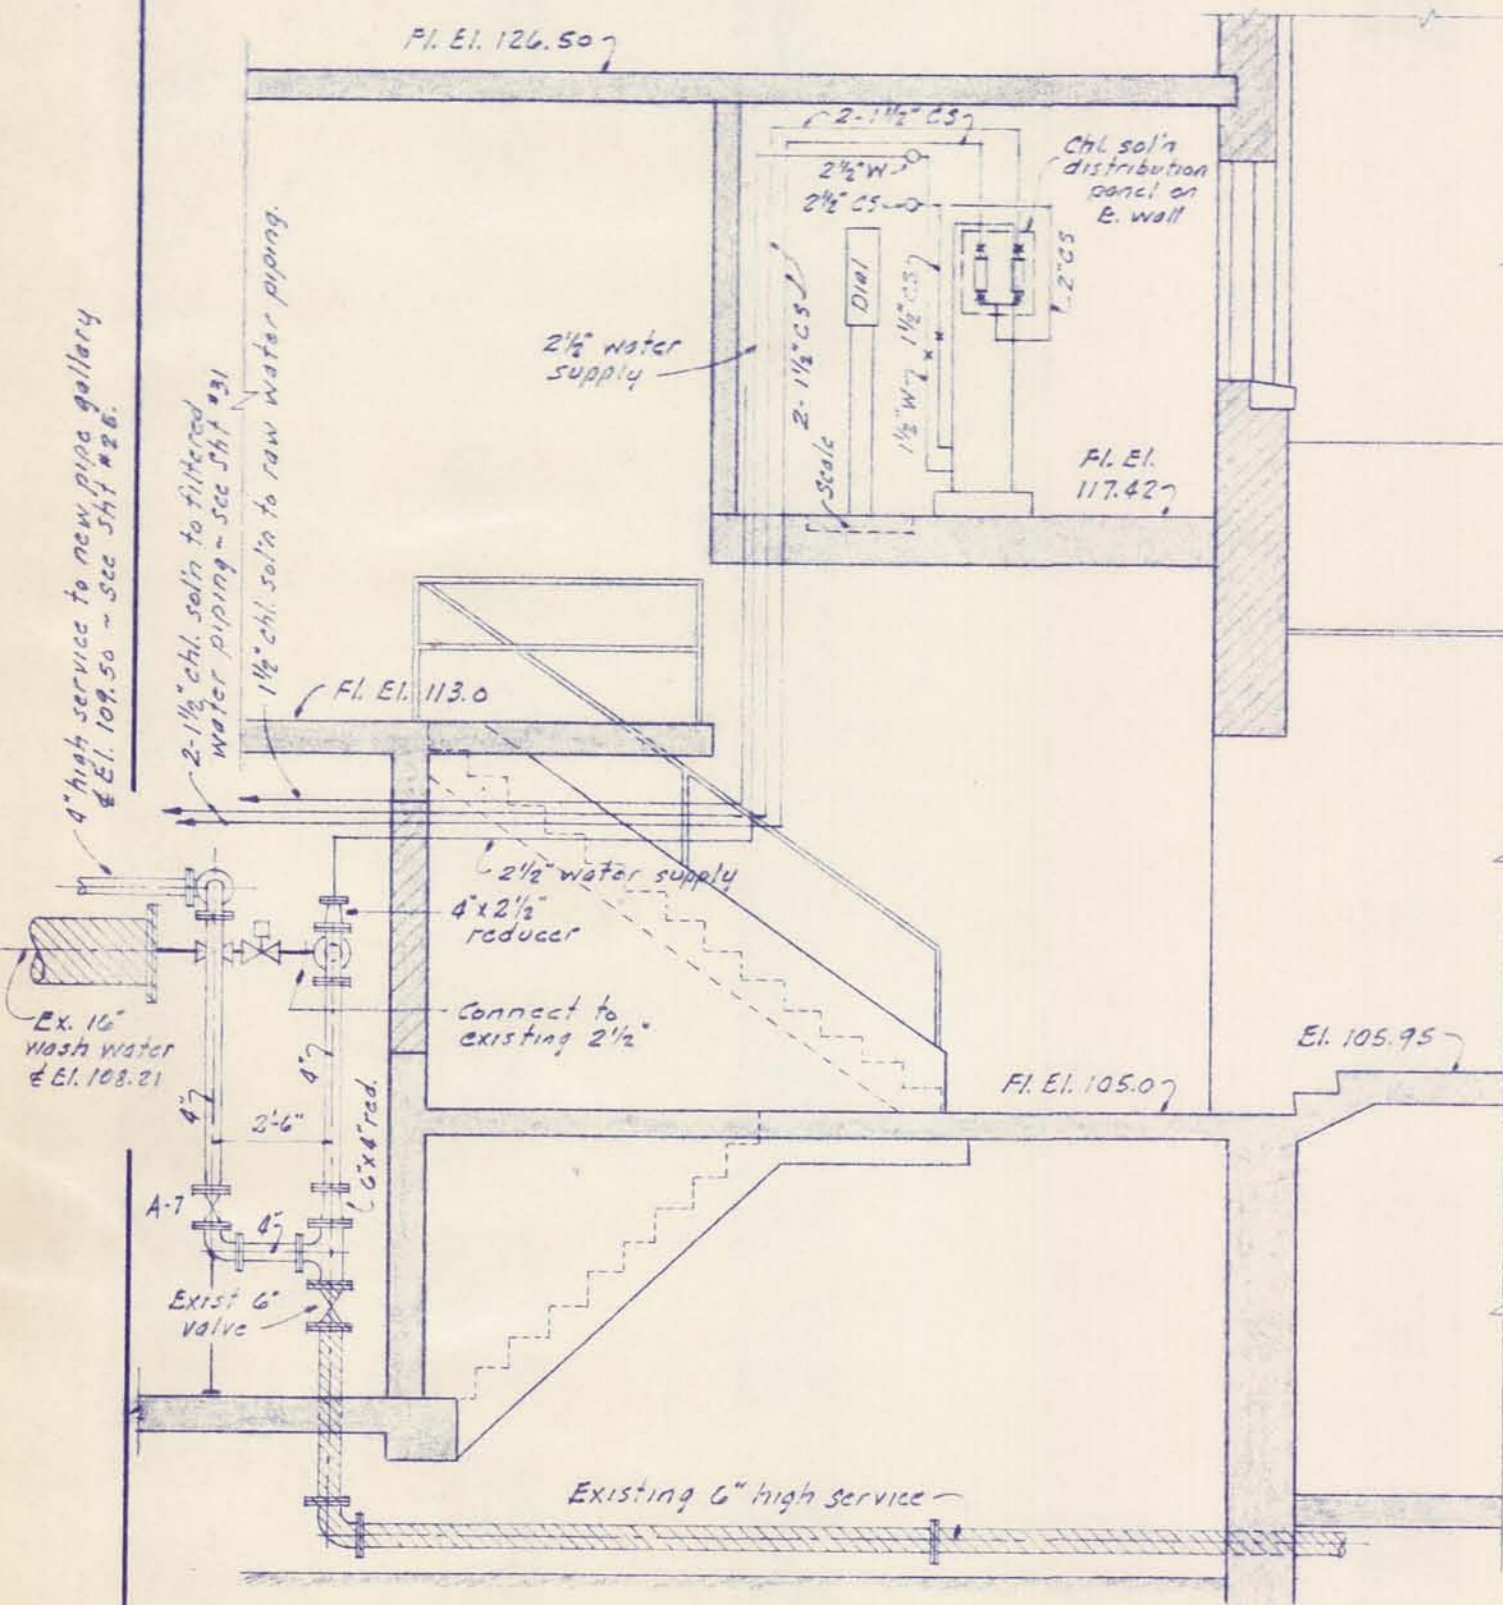 Fl. El. 126.50
2-1½" CS
Chl. sol'n
distribution
panel on
E. wall
2½" W
2½" CS
2" CS
Dial
2½" water
supply
2- 1½" CS
1½" W
1½" CS
Scale
Fl. El.
117.42
4" high service to new pipe gallary
℄ El. 109.50 ~ see sht
2-1½" chl. sol'n to filtered
water piping ~ see sht #31
1½" chl. sol'n to raw water piping.
Fl. El. 113.0
2½" water supply
4" x 2½"
reducer
Connect to
existing 2½"
Ex. 16"
wash water
℄ El. 108.21
El. 105.95
Fl. El. 105.0
4"
4"
2'-6"
6"x4" red.
A-7
4"
Exist 6"
valve
Existing 6" high service